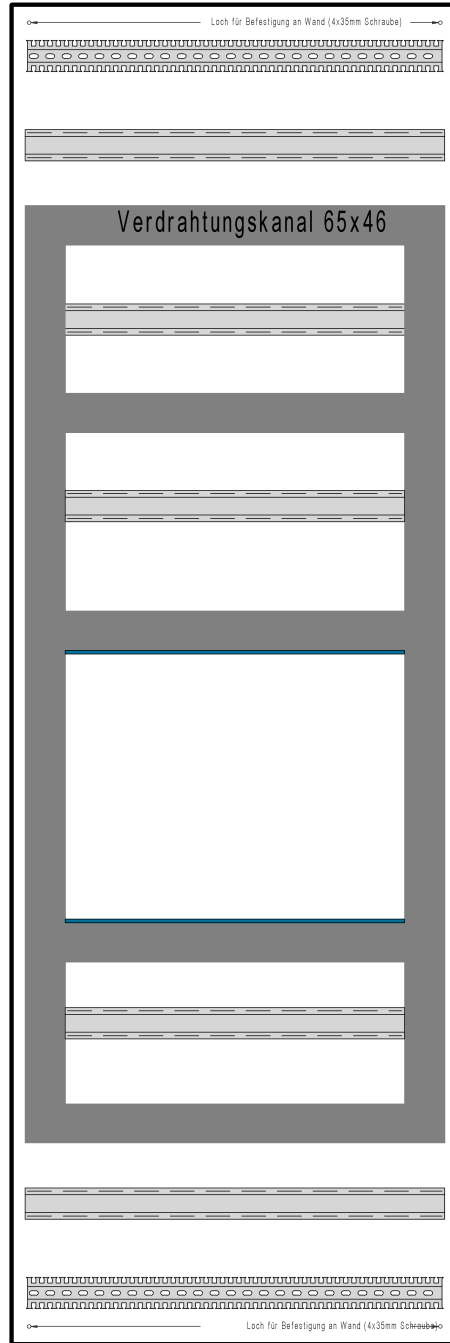 Loch für Befestigung an Wand (4x35mm Schraube)
Verdrahtungskanal 65x46
Loch für Befestigung an Wand (4x35mm Schraube)